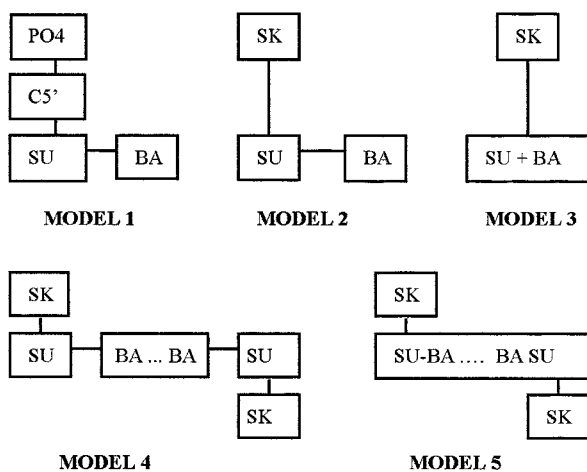 PO4 SK SK
C5'
SU BA SU BA SU + BA
MODEL 1 MODEL 2 MODEL 3
SK SK
SU BA ... BA SU SU-BA .... BA SU
SK SK
MODEL 4 MODEL 5